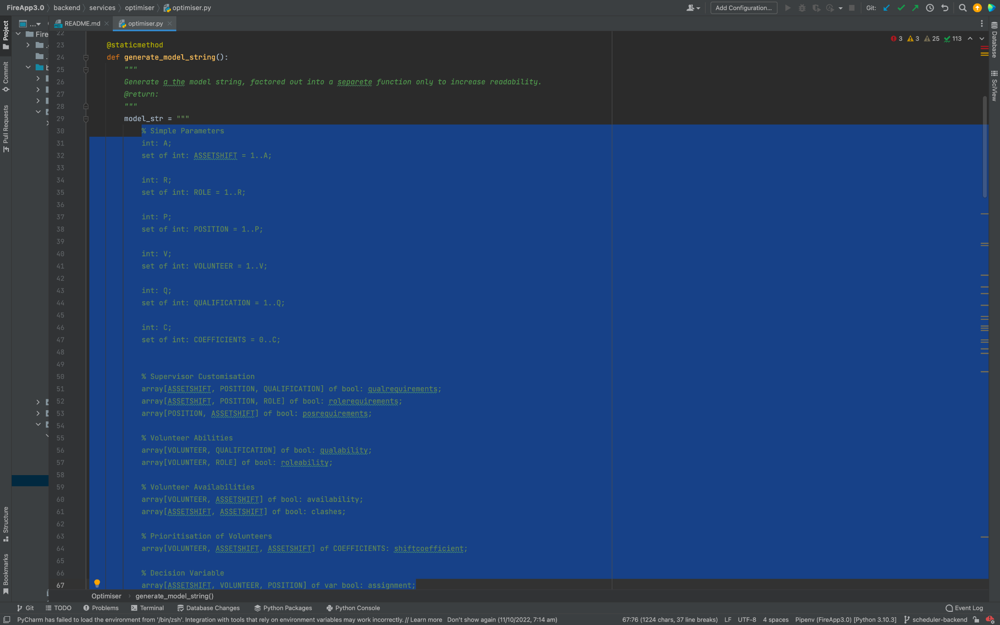 FireApp3.0 backend services optimiser optimiser.py Add Configuration... Git:
... README.md optimiser.py
Project
Commit
Pull Requests
Structure
Bookmarks
Database
SciView
Fire
3 3 25 113
22
23 @staticmethod
24 def generate_model_string():
25 """
26 Generate a the model string, factored out into a separete function only to increase readability.
27 @return:
28 """
29 model_str = """
30 % Simple Parameters
31 int: A;
32 set of int: ASSETSHIFT = 1..A;
33
34 int: R;
35 set of int: ROLE = 1..R;
36
37 int: P;
38 set of int: POSITION = 1..P;
39
40 int: V;
41 set of int: VOLUNTEER = 1..V;
42
43 int: Q;
44 set of int: QUALIFICATION = 1..Q;
45
46 int: C;
47 set of int: COEFFICIENTS = 0..C;
48
49
50 % Supervisor Customisation
51 array[ASSETSHIFT, POSITION, QUALIFICATION] of bool: qualrequirements;
52 array[ASSETSHIFT, POSITION, ROLE] of bool: rolerequirements;
53 array[POSITION, ASSETSHIFT] of bool: posrequirements;
54
55 % Volunteer Abilities
56 array[VOLUNTEER, QUALIFICATION] of bool: qualability;
57 array[VOLUNTEER, ROLE] of bool: roleability;
58
59 % Volunteer Availabilities
60 array[VOLUNTEER, ASSETSHIFT] of bool: availability;
61 array[ASSETSHIFT, ASSETSHIFT] of bool: clashes;
62
63 % Prioritisation of Volunteers
64 array[VOLUNTEER, ASSETSHIFT, ASSETSHIFT] of COEFFICIENTS: shiftcoefficient;
65
66 % Decision Variable
67 array[ASSETSHIFT, VOLUNTEER, POSITION] of var bool: assignment;
Optimiser generate_model_string()
Git TODO Problems Terminal Database Changes Python Packages Python Console Event Log
PyCharm has failed to load the environment from '/bin/zsh'. Integration with tools that rely on environment variables may work incorrectly. // Learn more Don't show again (11/10/2022, 7:14 am) 67:76 (1224 chars, 37 line breaks) LF UTF-8 4 spaces Pipenv (FireApp3.0) [Python 3.10.3] scheduler-backend